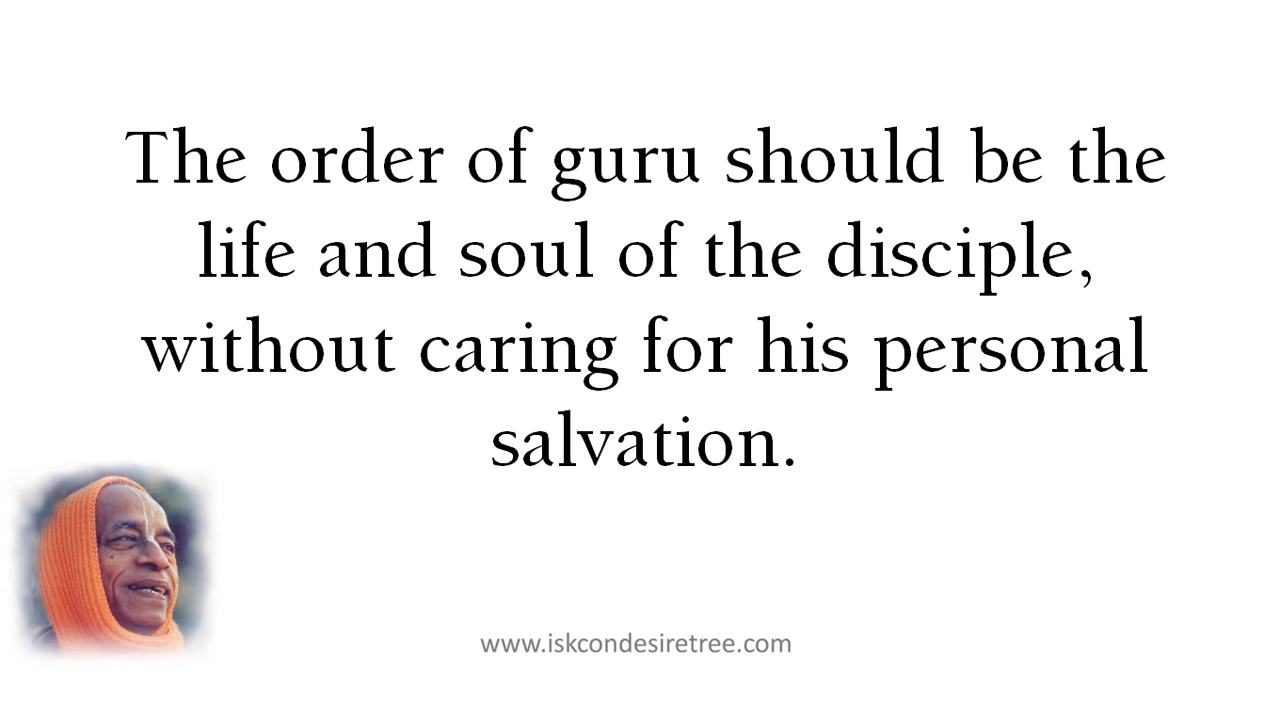 The order of guru should be the
life and soul of the disciple,
without caring for his personal
salvation.
www.iskcondesiretree.com